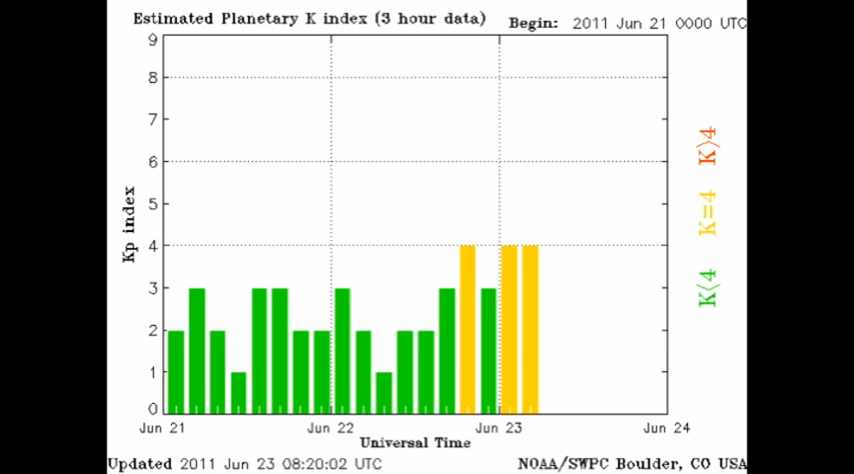 Estimated Planetary K index (3 hour data) Begin: 2011 Jun 21 0000 UTC
9
8
7
6
5
4
3
2
1
0
Kp index
K>4
K=4
K<4
Jun 21 Jun 22 Jun 23 Jun 24
Universal Time
Updated 2011 Jun 23 08:20:02 UTC NOAA/SWPC Boulder, CO USA